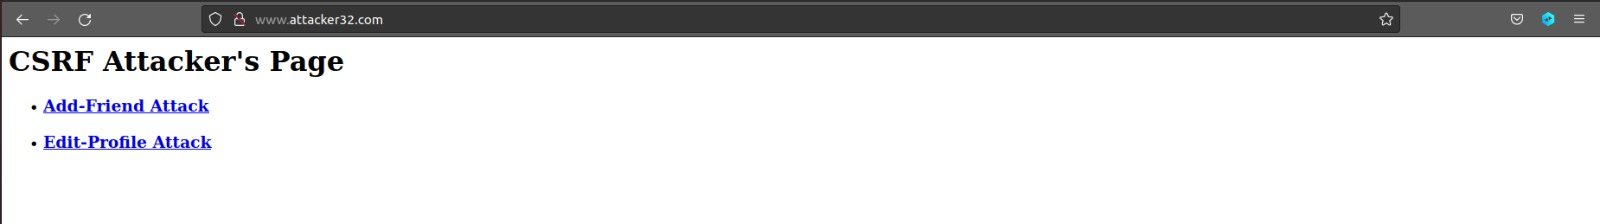 www.attacker32.com
CSRF Attacker's Page
• Add-Friend Attack
• Edit-Profile Attack